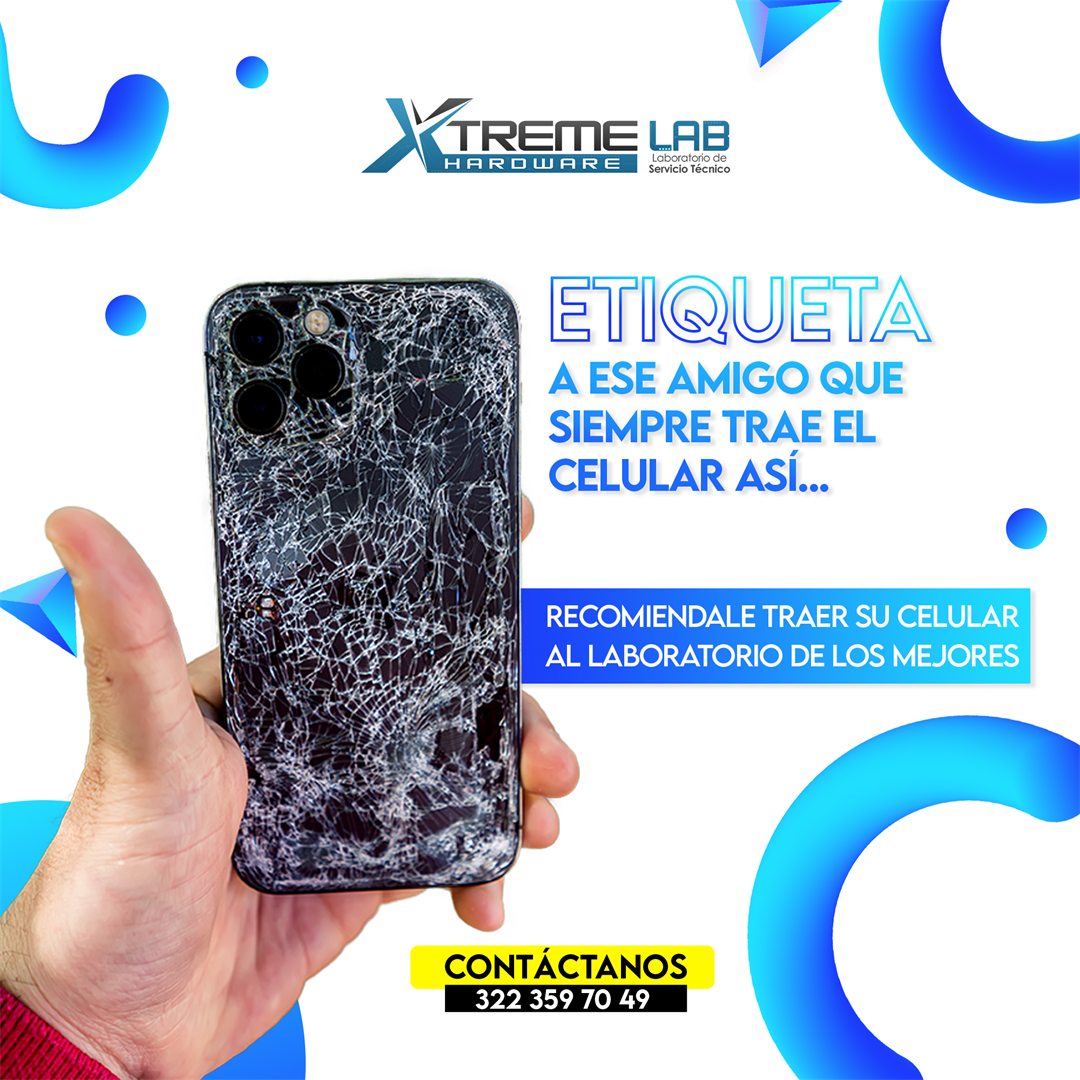 XTREME LAB
HARDWARE
Laboratorio de
Servicio Técnico
ETIQUETA
A ESE AMIGO QUE
SIEMPRE TRAE EL
CELULAR ASÍ...
RECOMIENDALE TRAER SU CELULAR
AL LABORATORIO DE LOS MEJORES
CONTÁCTANOS
322 359 70 49